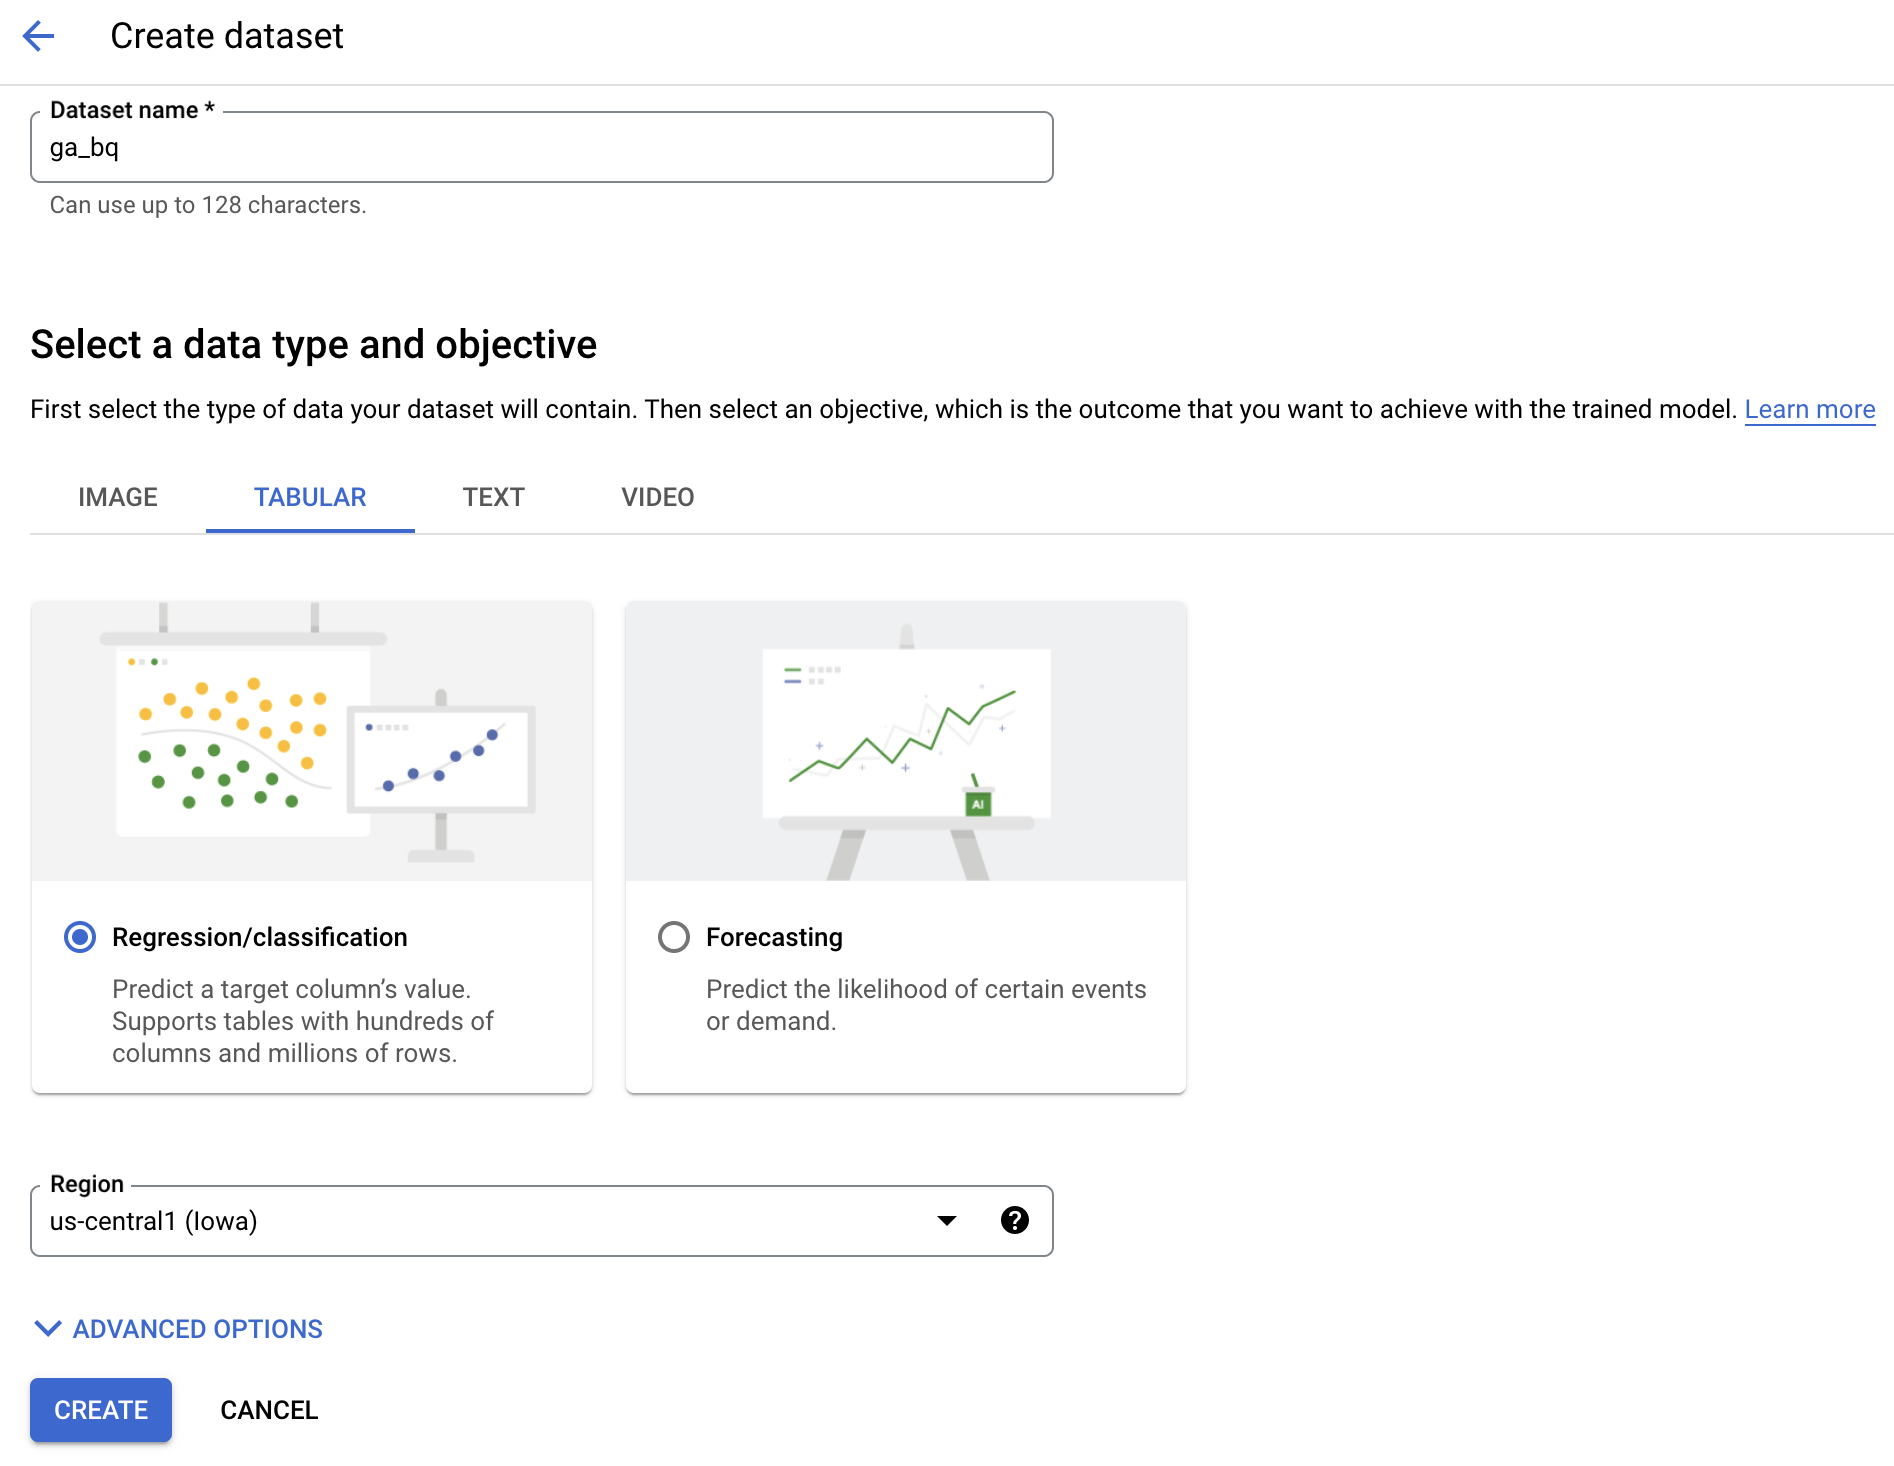 Create dataset
Dataset name *
ga_bq
Can use up to 128 characters.
Select a data type and objective
First select the type of data your dataset will contain. Then select an objective, which is the outcome that you want to achieve with the trained model. Learn more
IMAGE TABULAR TEXT VIDEO
AI
Regression/classification
Predict a target column’s value.
Supports tables with hundreds of
columns and millions of rows.
Forecasting
Predict the likelihood of certain events
or demand.
Region
us-central1 (Iowa)
?
ADVANCED OPTIONS
CREATE CANCEL